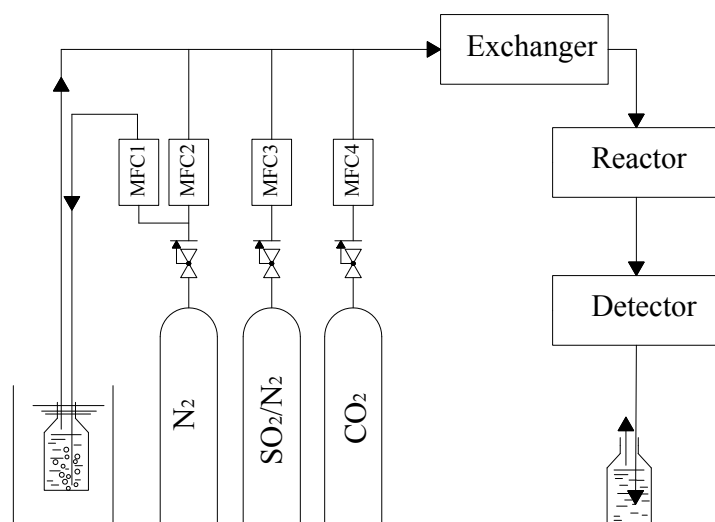 Exchanger
MFC1
MFC2
MFC3
MFC4
Reactor
Detector
N₂
SO₂/N₂
CO₂